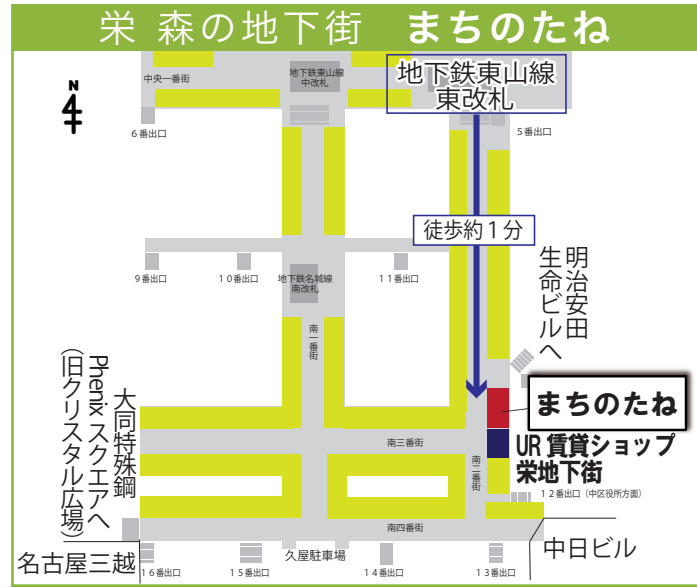 栄 森の地下街　まちのたね
中央一番街
地下鉄東山線
中改札
地下鉄東山線
東改札
6番出口
5番出口
徒歩約1分
9番出口
10番出口
地下鉄名城線
南改札
11番出口
明治安田
生命ビルへ
南一番街
大同特殊鋼
Phenixスクエアへ
(旧クリスタル広場)
まちのたね
UR賃貸ショップ
栄地下街
南三番街
南二番街
12番出口（中区役所方面）
南四番街
名古屋三越
久屋駐車場
中日ビル
16番出口
15番出口
14番出口
13番出口